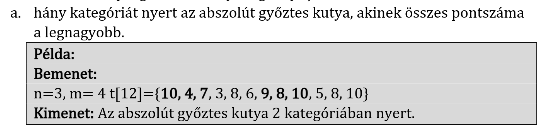 a. hány kategóriát nyert az abszolút győztes kutya, akinek összes pontszáma
a legnagyobb.
Példa:
Bemenet:
n=3, m= 4 t[12]={10, 4, 7, 3, 8, 6, 9, 8, 10, 5, 8, 10}
Kimenet: Az abszolút győztes kutya 2 kategóriában nyert.